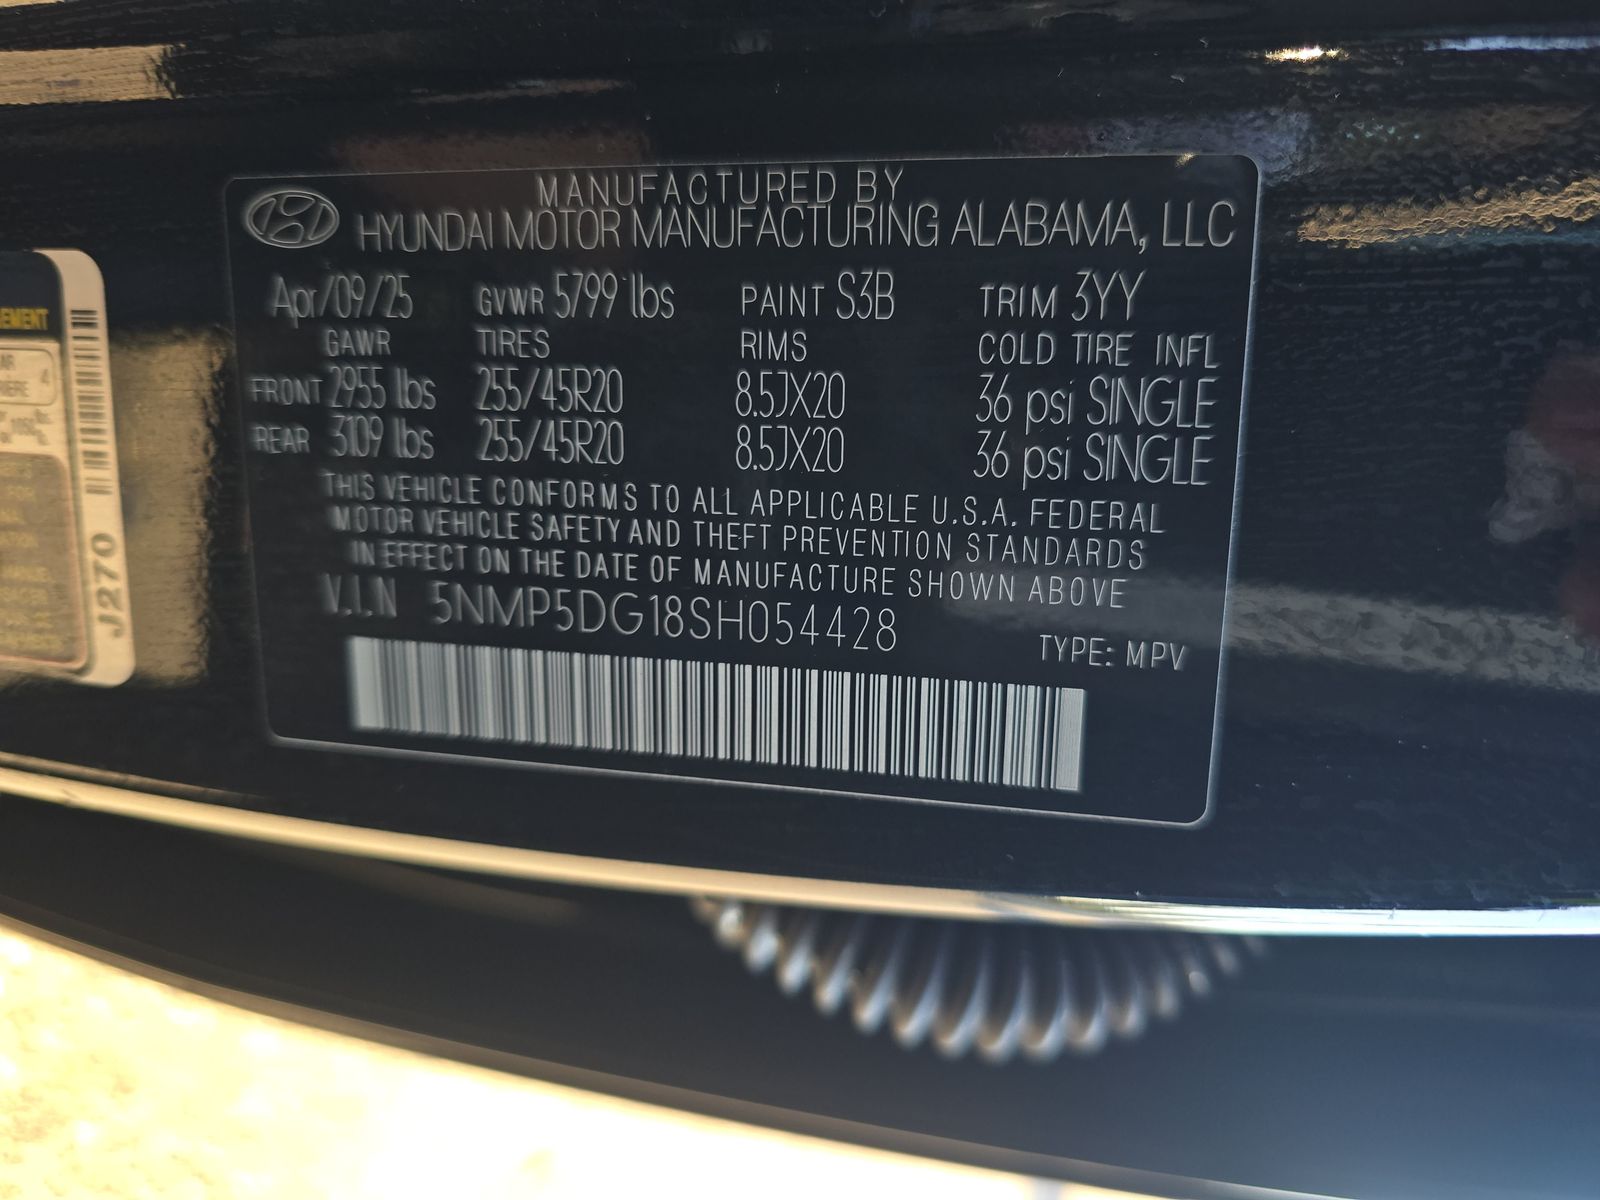 MANUFACTURED BY
HYUNDAI MOTOR MANUFACTURING ALABAMA, LLC
Apr/09/25 GVWR 5799 lbs PAINT S3B TRIM 3YY
GAWR TIRES RIMS COLD TIRE INFL
FRONT 2955 lbs 255/45R20 8.5JX20 36 psi SINGLE
REAR 3109 lbs 255/45R20 8.5JX20 36 psi SINGLE
THIS VEHICLE CONFORMS TO ALL APPLICABLE U.S.A. FEDERAL
MOTOR VEHICLE SAFETY AND THEFT PREVENTION STANDARDS
IN EFFECT ON THE DATE OF MANUFACTURE SHOWN ABOVE
V.I.N 5NMP5DG18SH054428
TYPE: MPV
J270